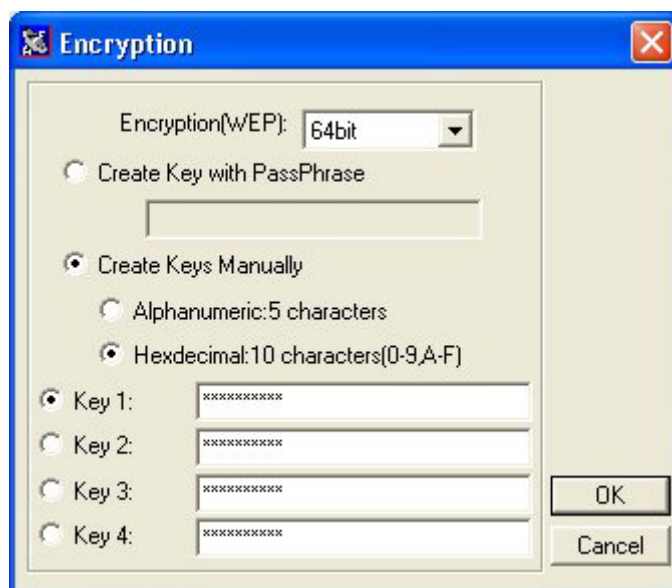 Encryption
Encryption(WEP): 64bit
Create Key with PassPhrase
Create Keys Manually
Alphanumeric:5 characters
Hexdecimal:10 characters(0-9,A-F)
Key 1: **********
Key 2: **********
Key 3: **********
Key 4: **********
OK
Cancel